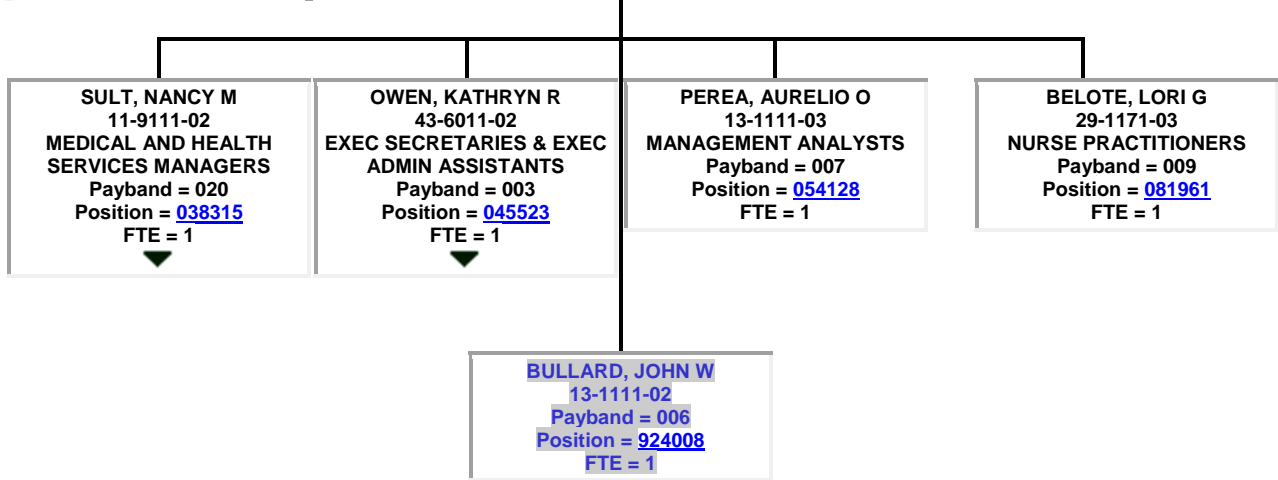 SULT, NANCY M
11-9111-02
MEDICAL AND HEALTH
SERVICES MANAGERS
Payband = 020
Position = 038315
FTE = 1
OWEN, KATHRYN R
43-6011-02
EXEC SECRETARIES & EXEC
ADMIN ASSISTANTS
Payband = 003
Position = 045523
FTE = 1
PEREA, AURELIO O
13-1111-03
MANAGEMENT ANALYSTS
Payband = 007
Position = 054128
FTE = 1
BELOTE, LORI G
29-1171-03
NURSE PRACTITIONERS
Payband = 009
Position = 081961
FTE = 1
BULLARD, JOHN W
13-1111-02
Payband = 006
Position = 924008
FTE = 1